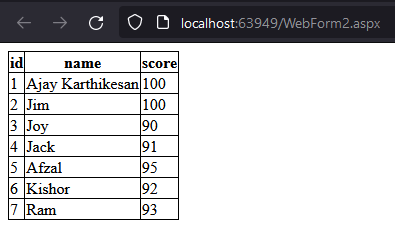 localhost:63949/WebForm2.aspx
id name score
1 Ajay Karthikesan 100
2 Jim 100
3 Joy 90
4 Jack 91
5 Afzal 95
6 Kishor 92
7 Ram 93